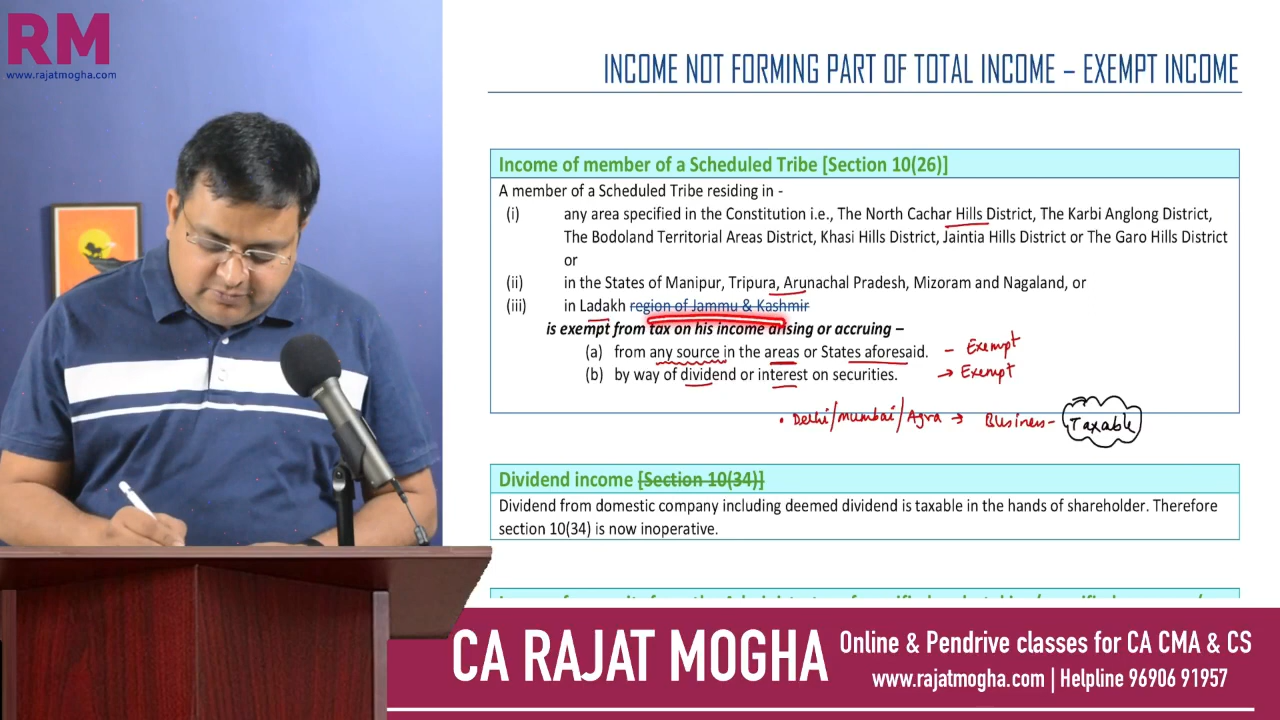 RM
www.rajatmogha.com
INCOME NOT FORMING PART OF TOTAL INCOME – EXEMPT INCOME
Income of member of a Scheduled Tribe [Section 10(26)]
A member of a Scheduled Tribe residing in -
(i) any area specified in the Constitution i.e., The North Cachar Hills District, The Karbi Anglong District,
The Bodoland Territorial Areas District, Khasi Hills District, Jaintia Hills District or The Garo Hills District
or
(ii) in the States of Manipur, Tripura, Arunachal Pradesh, Mizoram and Nagaland, or
(iii) in Ladakh region of Jammu & Kashmir
is exempt from tax on his income arising or accruing –
(a) from any source in the areas or States aforesaid. – Exempt
(b) by way of dividend or interest on securities. → Exempt
• Delhi/Mumbai/Agra → Business – Taxable
Dividend income [Section 10(34)]
Dividend from domestic company including deemed dividend is taxable in the hands of shareholder. Therefore
section 10(34) is now inoperative.
CA RAJAT MOGHA
Online & Pendrive classes for CA CMA & CS
www.rajatmogha.com | Helpline 96906 91957